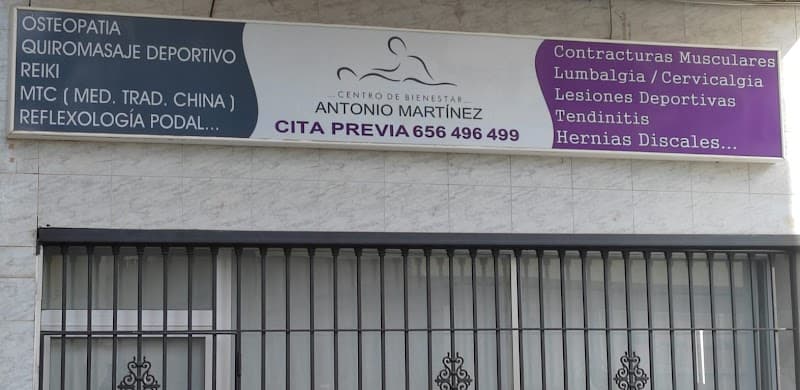 OSTEOPATIA
QUIROMASAJE DEPORTIVO
REIKI
MTC ( MED. TRAD. CHINA )
REFLEXOLOGÍA PODAL...
...CENTRO DE BIENESTAR...
ANTONIO MARTÍNEZ
CITA PREVIA 656 496 499
Contracturas Musculares
Lumbalgia / Cervicalgia
Lesiones Deportivas
Tendinitis
Hernias Discales...